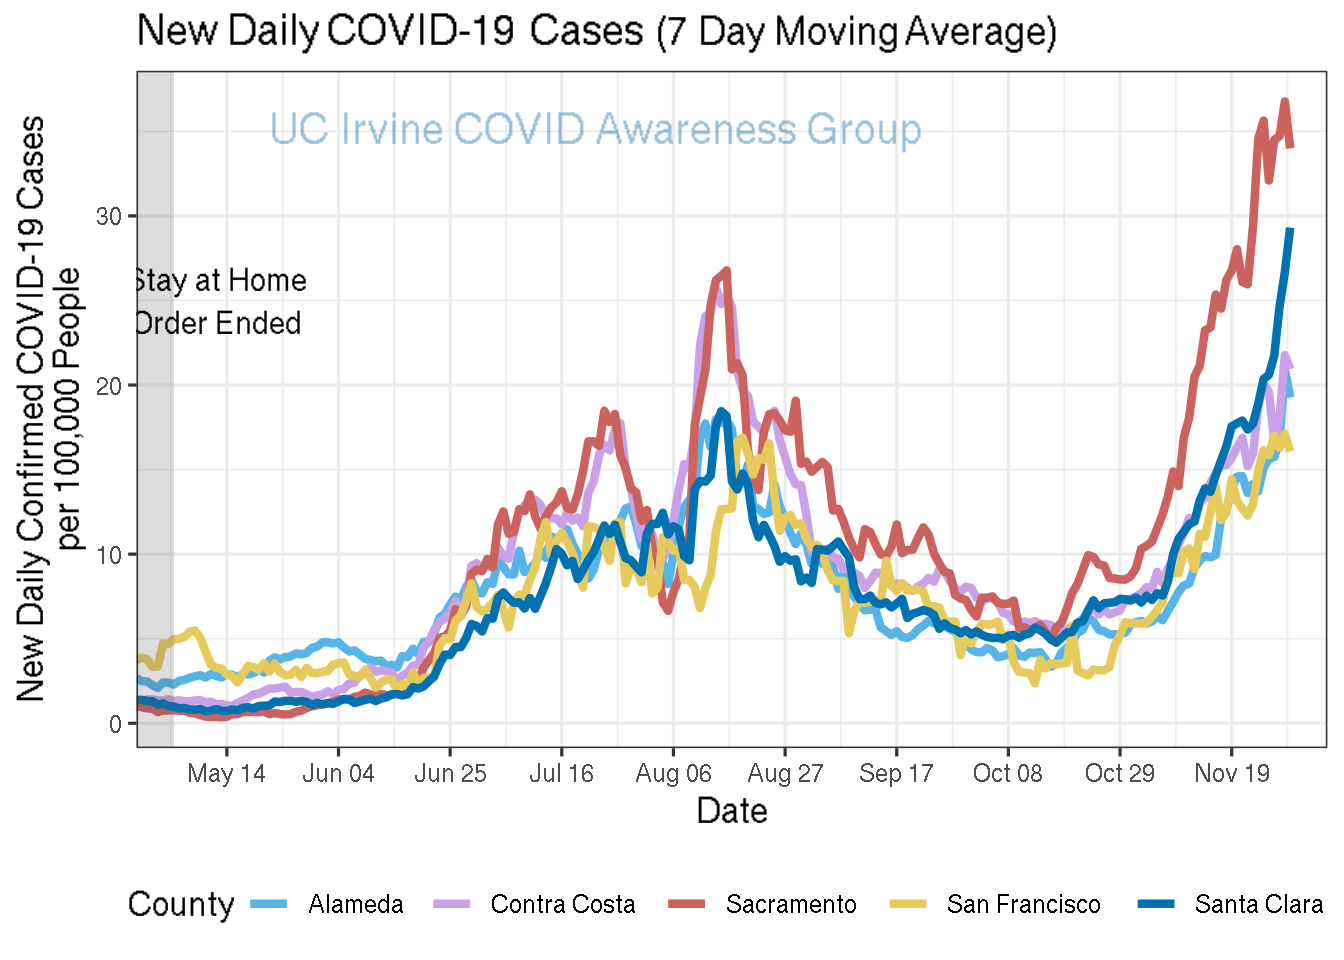 New Daily COVID-19 Cases (7 Day Moving Average)
UC Irvine COVID Awareness Group
Stay at Home
Order Ended
New Daily Confirmed COVID-19 Cases
per 100,000 People
30
20
10
0
May 14 Jun 04 Jun 25 Jul 16 Aug 06 Aug 27 Sep 17 Oct 08 Oct 29 Nov 19
Date
County Alameda Contra Costa Sacramento San Francisco Santa Clara